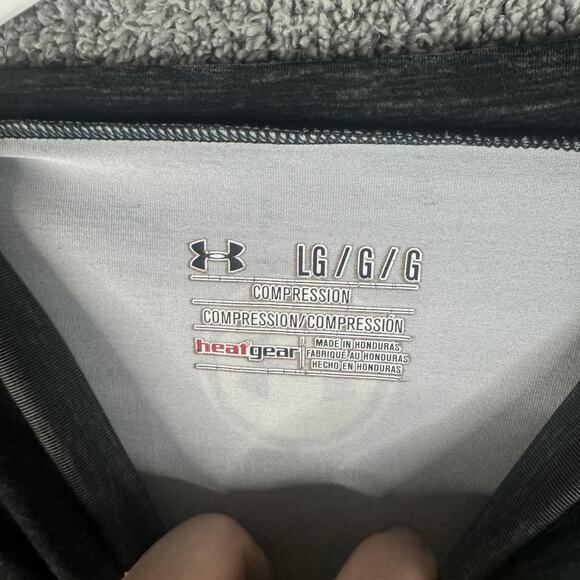 LG / G / G
COMPRESSION
COMPRESSION/COMPRESSIÓN
heatgear
MADE IN HONDURAS
FABRIQUÉ AU HONDURAS
HECHO EN HONDURAS